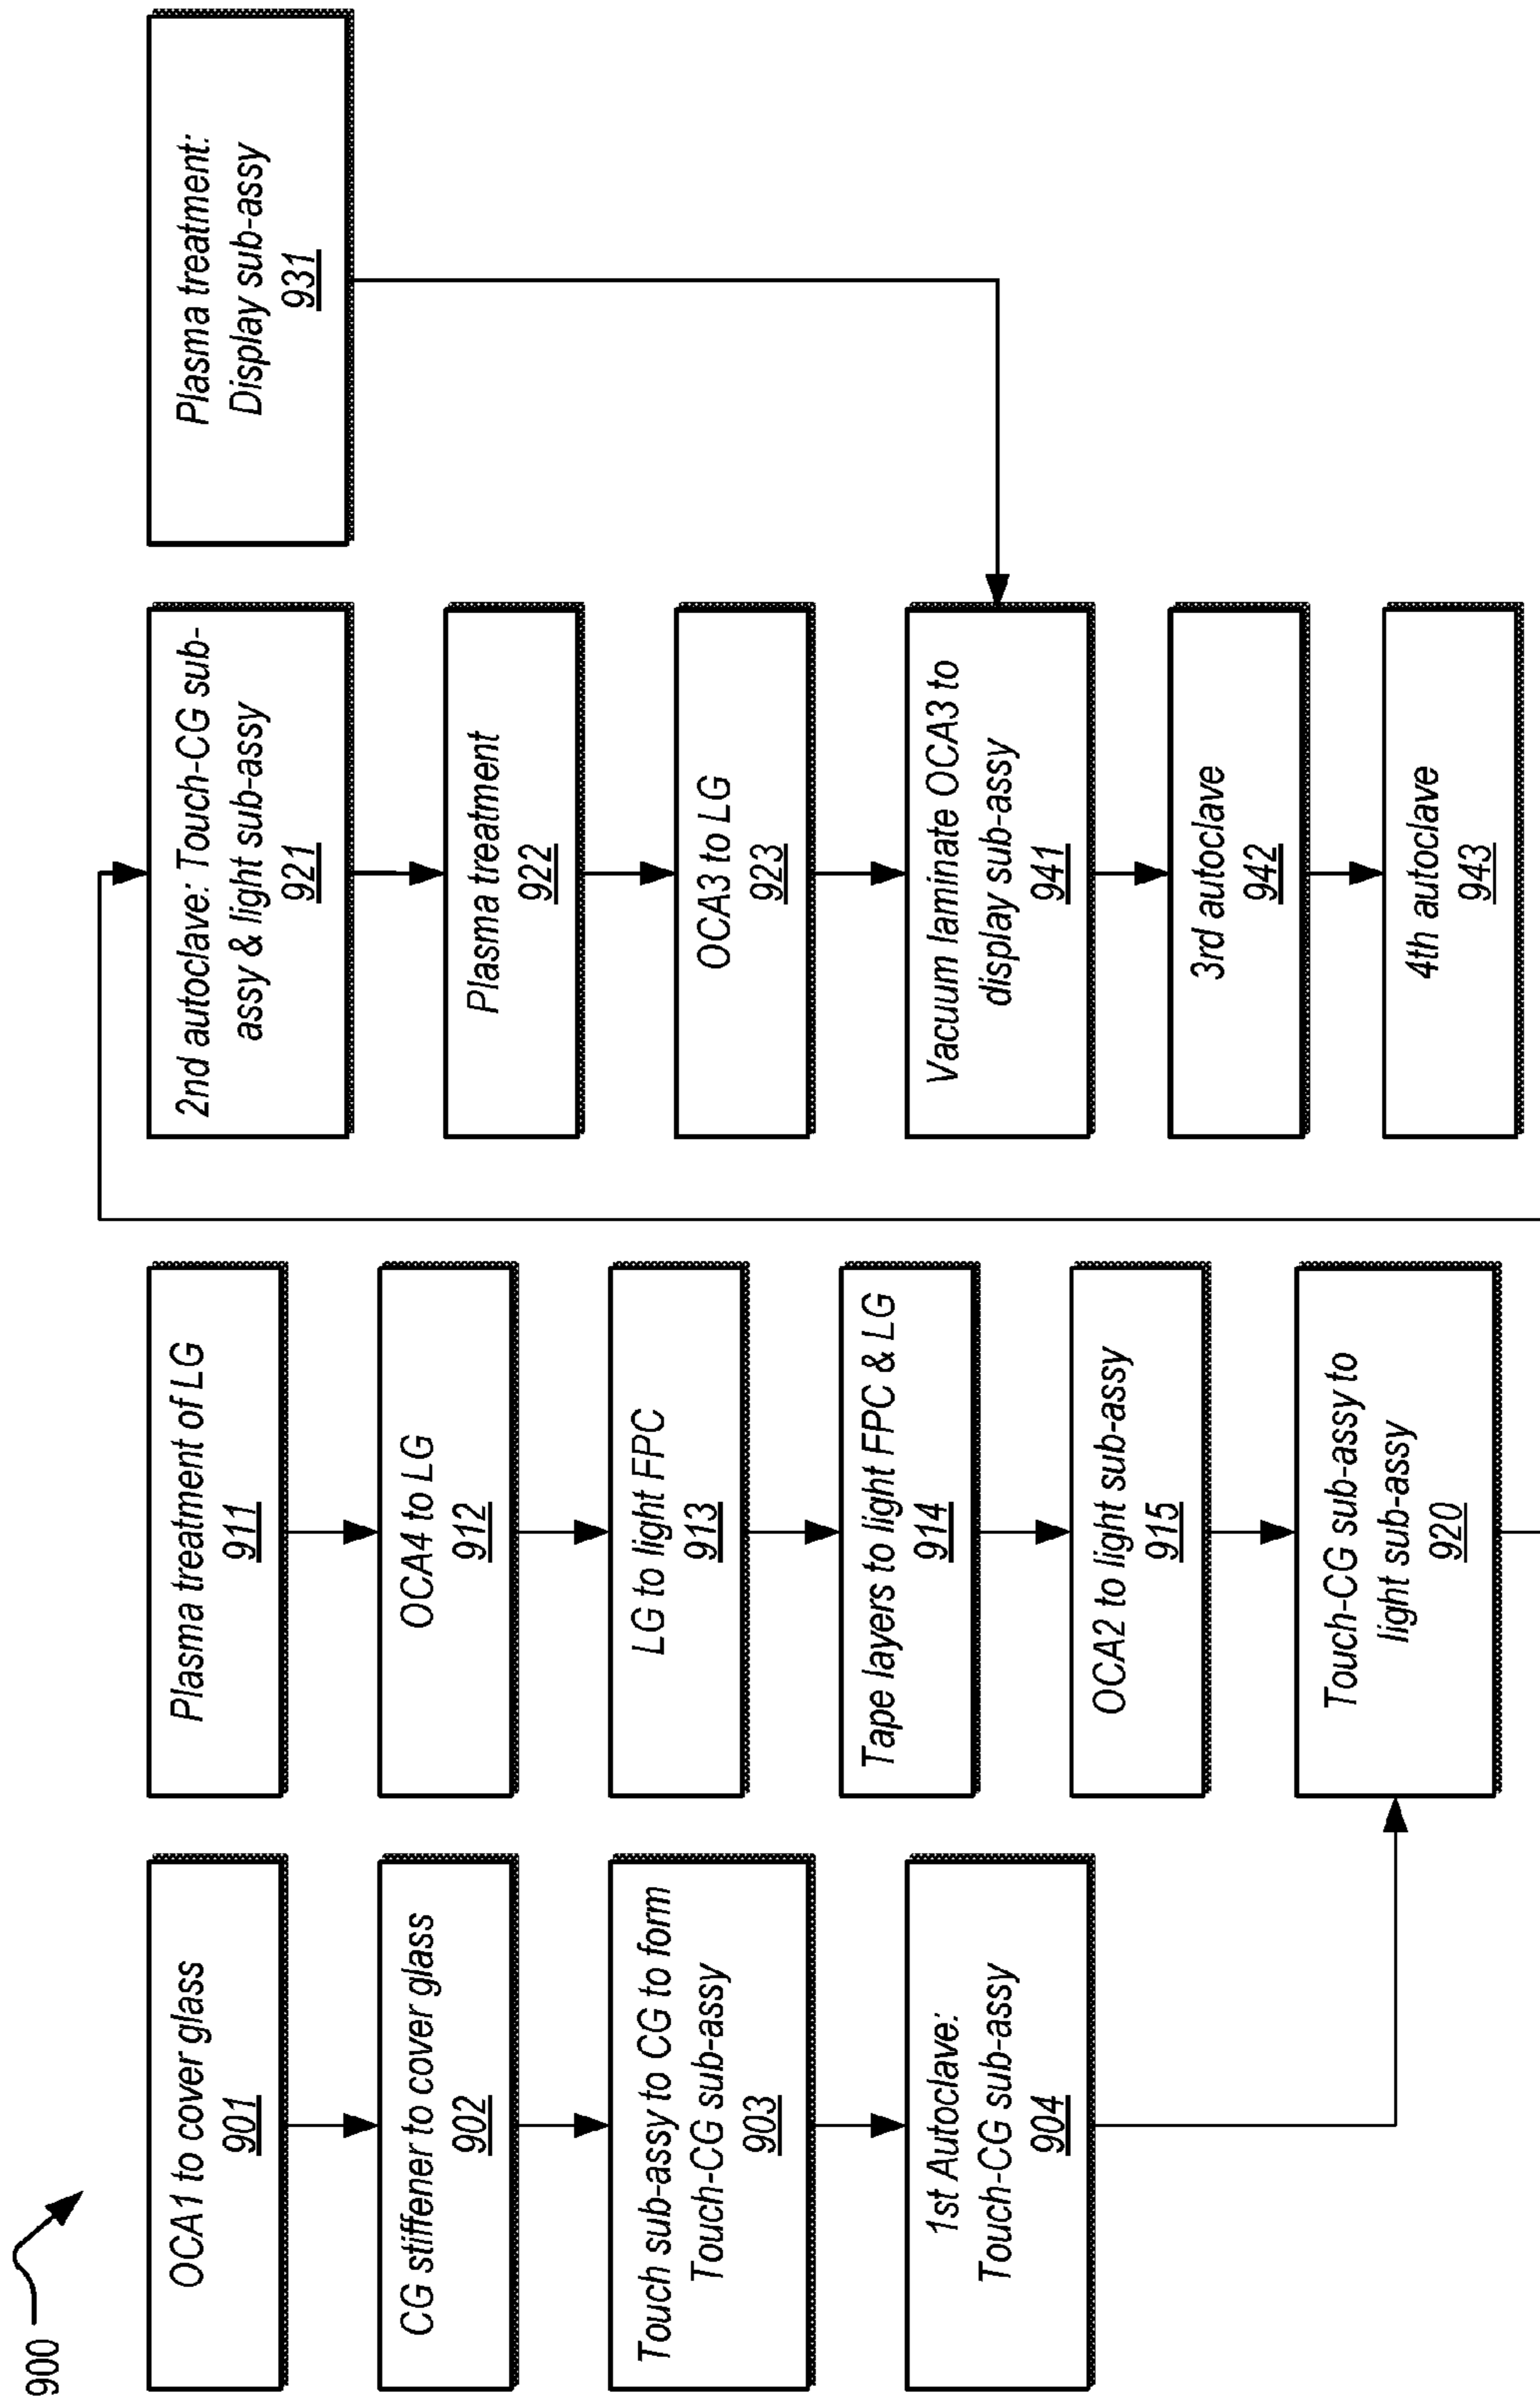 900
OCA1 to cover glass
901
CG stiffener to cover glass
902
Touch sub-assy to CG to form
Touch-CG sub-assy
903
1st Autoclave:
Touch-CG sub-assy
904
Plasma treatment of LG
911
OCA4 to LG
912
LG to light FPC
913
Tape layers to light FPC & LG
914
OCA2 to light sub-assy
915
Touch-CG sub-assy to
light sub-assy
920
2nd autoclave: Touch-CG sub-
assy & light sub-assy
921
Plasma treatment
922
OCA3 to LG
923
Vacuum laminate OCA3 to
display sub-assy
941
3rd autoclave
942
4th autoclave
943
Plasma treatment:
Display sub-assy
931